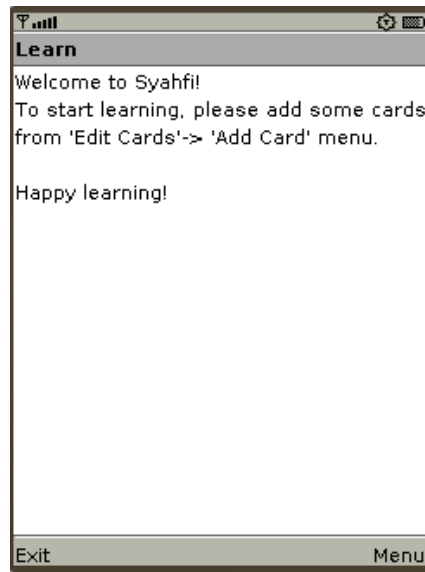 Learn
Welcome to Syahfi!
To start learning, please add some cards
from 'Edit Cards'-> 'Add Card' menu.
Happy learning!
Exit
Menu